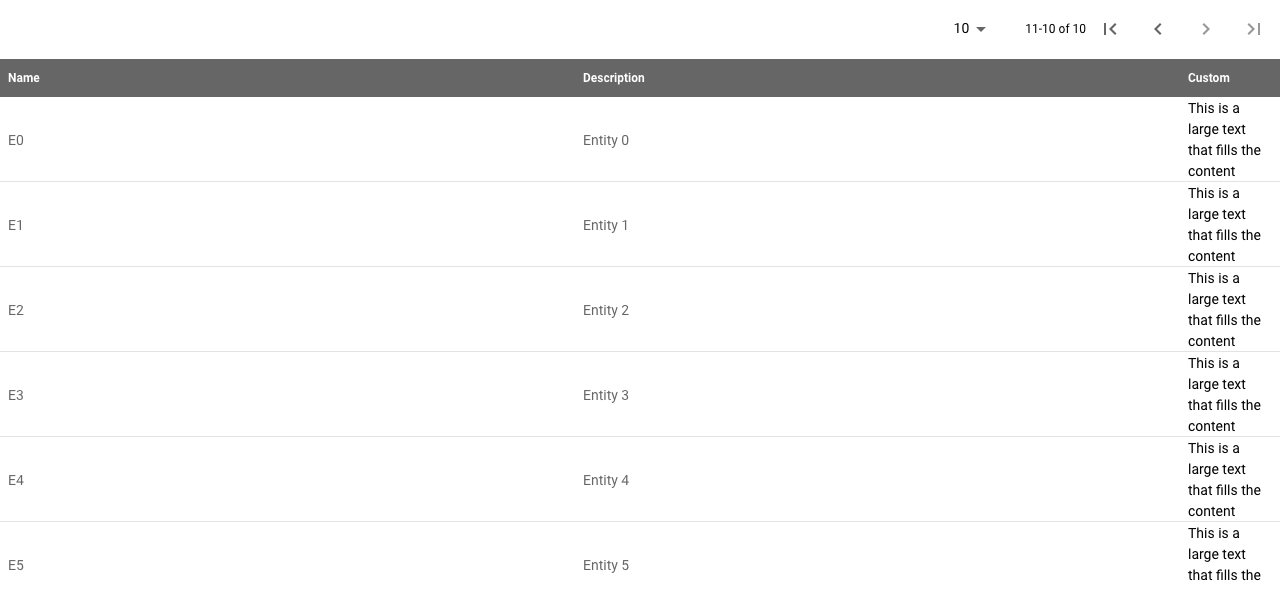 10 11-10 of 10
Name Description Custom
This is a
large text
E0 Entity 0
that fills the
content
This is a
large text
E1 Entity 1
that fills the
content
This is a
large text
E2 Entity 2
that fills the
content
This is a
large text
E3 Entity 3
that fills the
content
This is a
large text
E4 Entity 4
that fills the
content
This is a
large text
E5 Entity 5
that fills the